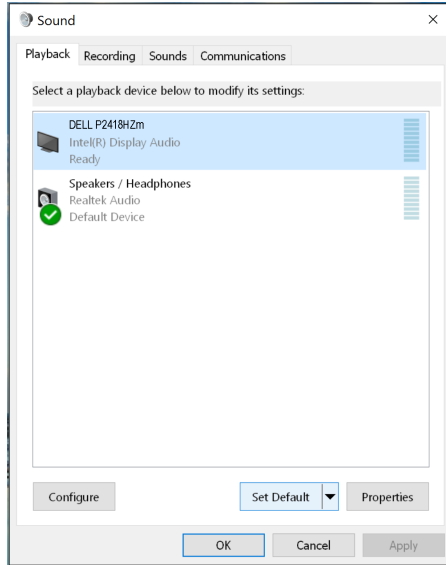 Sound
Playback Recording Sounds Communications
Select a playback device below to modify its settings:
DELL P2418HZm
Intel(R) Display Audio
Ready
Speakers / Headphones
Realtek Audio
Default Device
Configure Set Default Properties
OK Cancel Apply